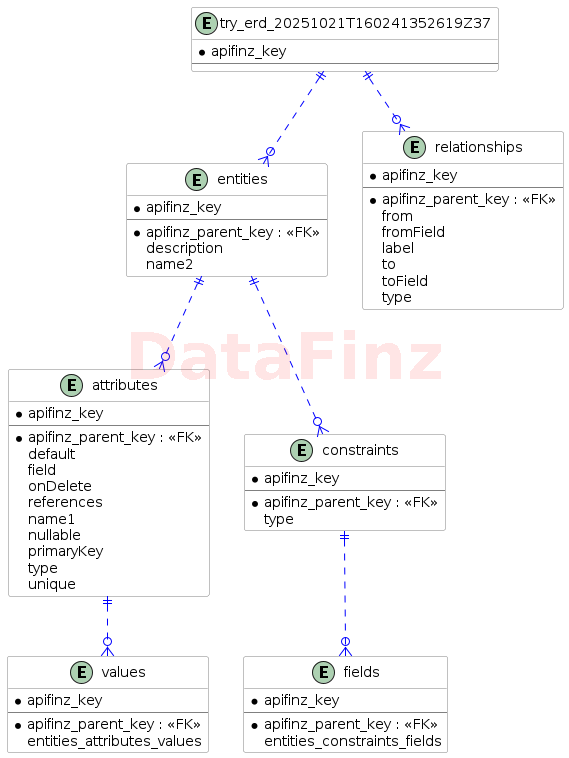 E try_erd_20251021T160241352619Z37
apifinz_key
E relationships
apifinz_key
apifinz_parent_key : «FK»
from
fromField
label
to
toField
type
E entities
apifinz_key
apifinz_parent_key : «FK»
description
name2
DataFinz
E attributes
apifinz_key
apifinz_parent_key : «FK»
default
field
onDelete
references
name1
nullable
primaryKey
type
unique
E constraints
apifinz_key
apifinz_parent_key : «FK»
type
E values
apifinz_key
apifinz_parent_key : «FK»
entities_attributes_values
E fields
apifinz_key
apifinz_parent_key : «FK»
entities_constraints_fields